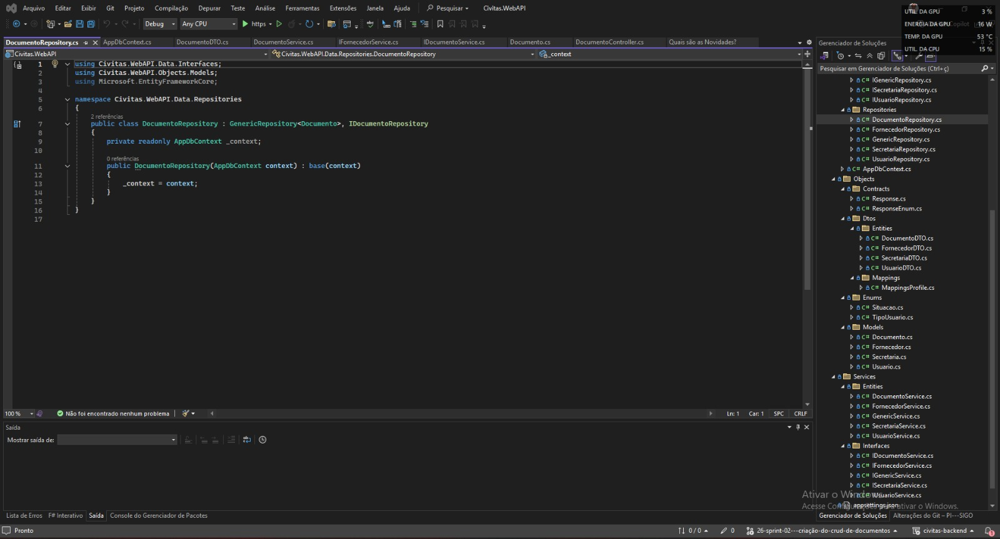 Arquivo Editar Exibir Git Projeto Compilação Depurar Teste Análise Ferramentas Extensões Janela Ajuda Pesquisar Civitas.WebAPI
Debug Any CPU https
UTIL DA GPU 3 %
ENERGIA DA GPU 16 W
TEMP. DA GPU 53 °C
UTIL DA CPU 15 %
DocumentoRepository.cs AppDbContext.cs DocumentoDTO.cs DocumentoService.cs IFornecedorService.cs IDocumentoService.cs Documento.cs DocumentoController.cs Quais são as Novidades?
Civitas.WebAPI Civitas.WebAPI.Data.Repositories.DocumentoRepository _context
1 using Civitas.WebAPI.Data.Interfaces;
2 using Civitas.WebAPI.Objects.Models;
3 using Microsoft.EntityFrameworkCore;
4
5 namespace Civitas.WebAPI.Data.Repositories
6 {
2 referências
7 public class DocumentoRepository : GenericRepository<Documento>, IDocumentoRepository
8 {
9 private readonly AppDbContext _context;
10
0 referências
11 public DocumentoRepository(AppDbContext context) : base(context)
12 {
13 _context = context;
14 }
15 }
16 }
17
100 % Não foi encontrado nenhum problema Ln: 1 Car: 1 SPC CRLF
Saída
Mostrar saída de:
Lista de Erros F# Interativo Saída Console do Gerenciador de Pacotes
Gerenciador de Soluções
Pesquisar em Gerenciador de Soluções (Ctrl+ç)
C# IGenericRepository.cs
C# ISecretariaRepository.cs
C# IUsuarioRepository.cs
Repositories
C# DocumentoRepository.cs
C# FornecedorRepository.cs
C# GenericRepository.cs
C# SecretariaRepository.cs
C# UsuarioRepository.cs
C# AppDbContext.cs
Objects
Contracts
C# Response.cs
C# ResponseEnum.cs
Dtos
Entities
C# DocumentoDTO.cs
C# FornecedorDTO.cs
C# SecretariaDTO.cs
C# UsuarioDTO.cs
Mappings
C# MappingsProfile.cs
Enums
C# Situacao.cs
C# TipoUsuario.cs
Models
C# Documento.cs
C# Fornecedor.cs
C# Secretaria.cs
C# Usuario.cs
Services
Entities
C# DocumentoService.cs
C# FornecedorService.cs
C# GenericService.cs
C# SecretariaService.cs
C# UsuarioService.cs
Interfaces
C# IDocumentoService.cs
C# IFornecedorService.cs
C# IGenericService.cs
C# ISecretariaService.cs
C# IUsuarioService.cs
appsettings.json
Ativar o Windows
Acesse Configurações para ativar o Windows.
Gerenciador de Soluções Alterações do Git – PI---SIGO
Pronto 0 / 0 0 26-sprint-02---criação-do-crud-de-documentos civitas-backend 1